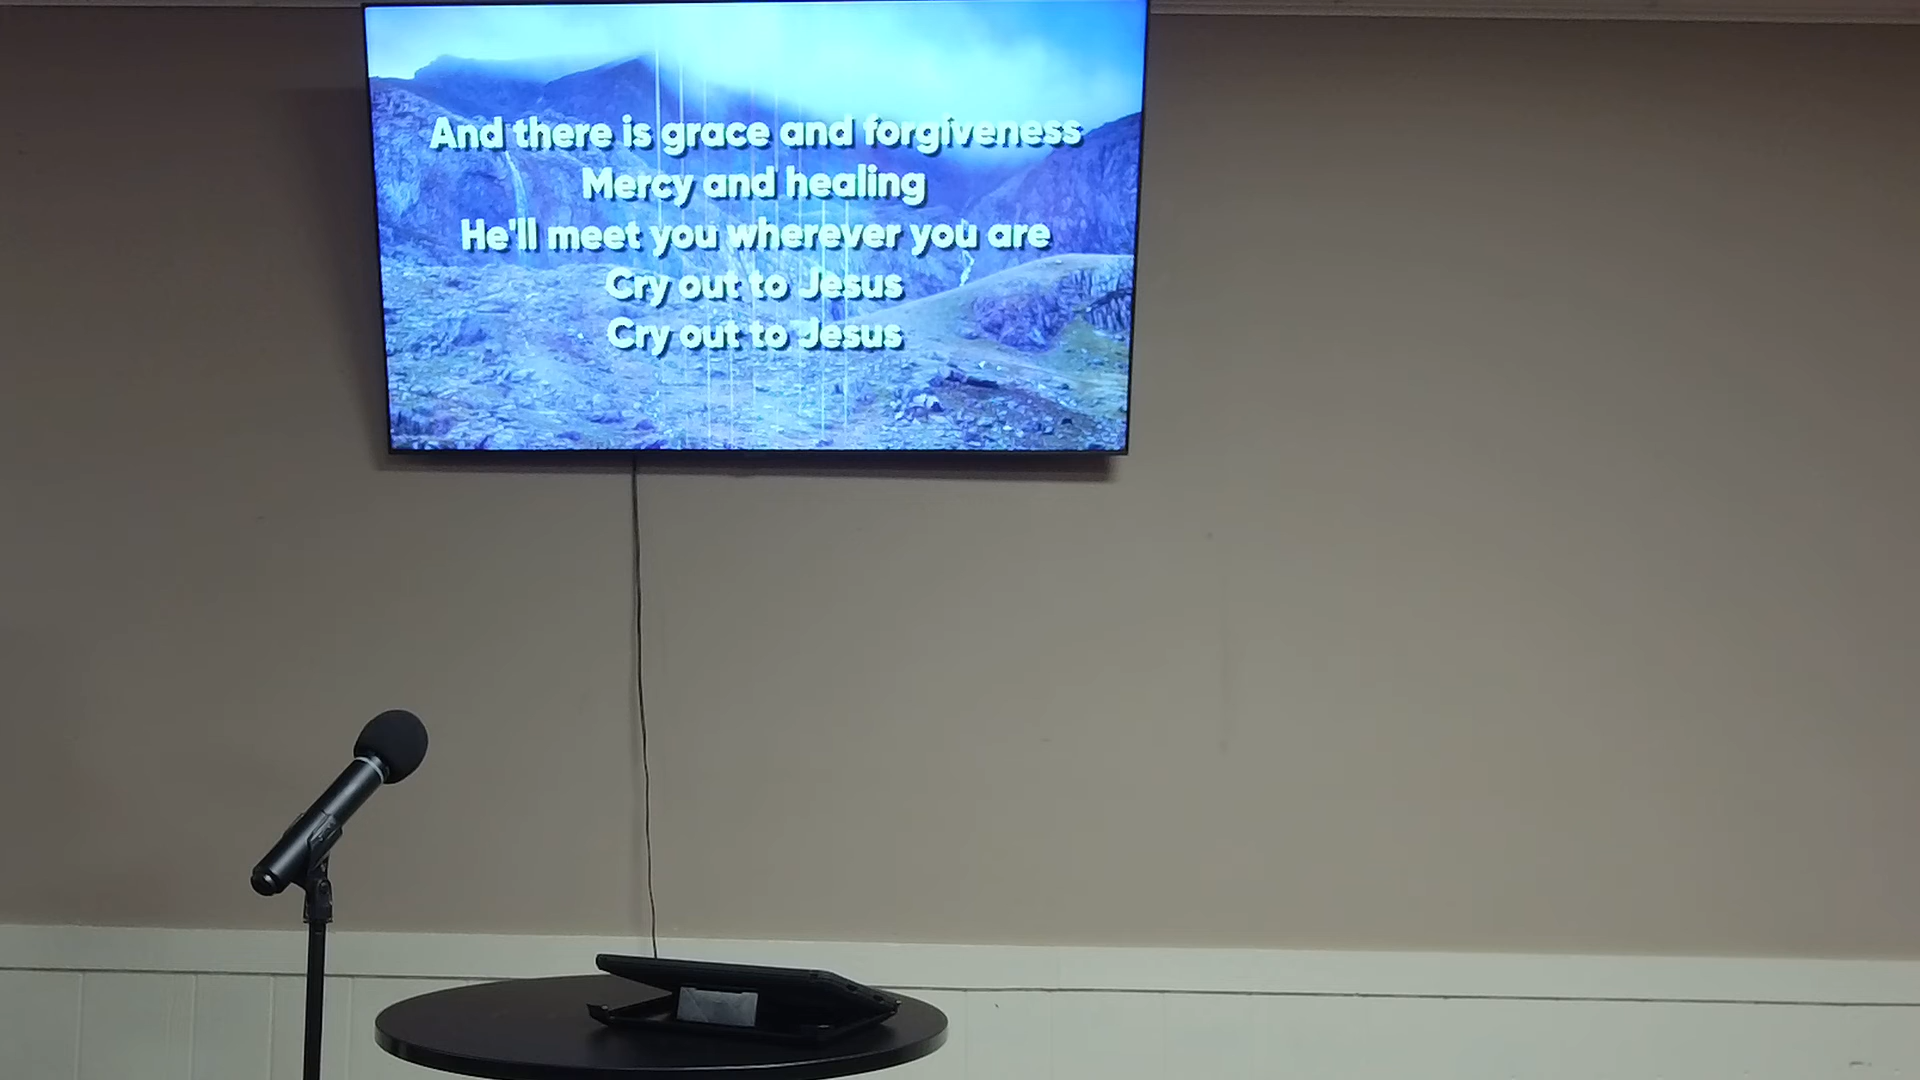 And there is grace and forgiveness
Mercy and healing
He'll meet you wherever you are
Cry out to Jesus
Cry out to Jesus